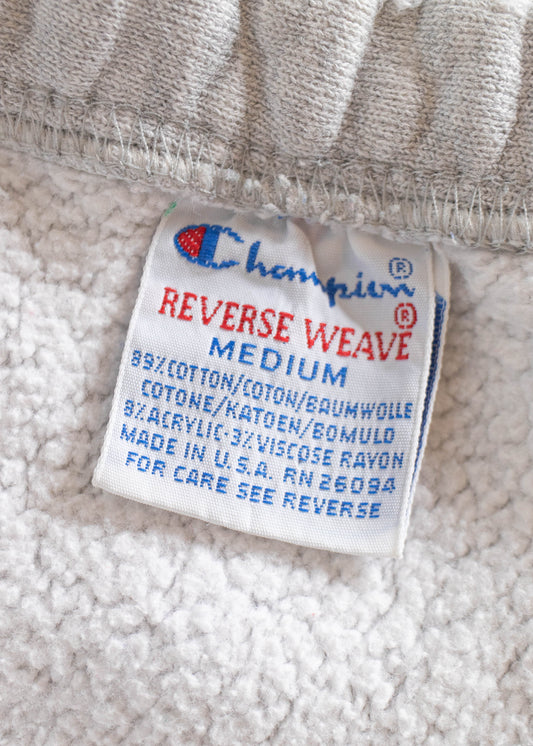 Champion®
REVERSE WEAVE®
MEDIUM
89%COTTON/COTON/BAUMWOLLE
COTONE/KATOEN/BOMULD
8%ACRYLIC-3%VISCOSE RAYON
MADE IN U.S.A. RN 26094
FOR CARE SEE REVERSE